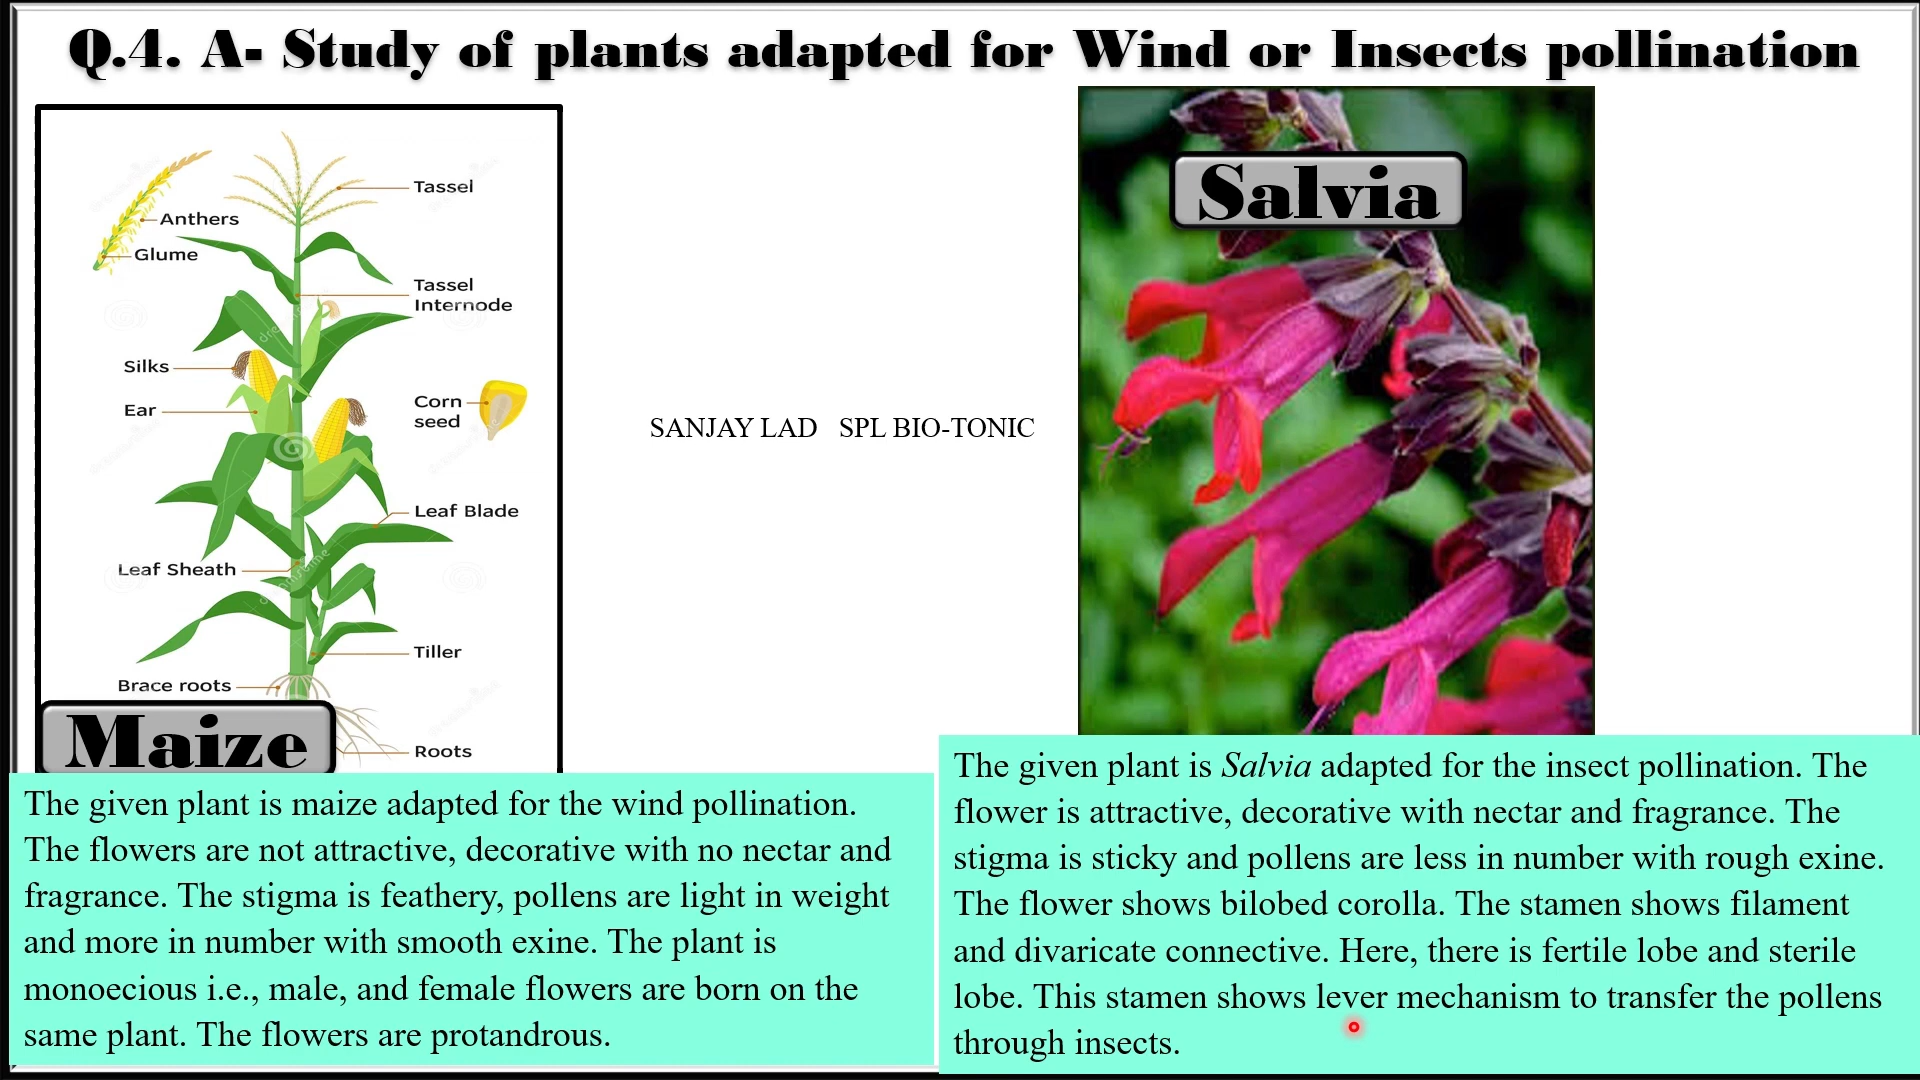 Q.4. A- Study of plants adapted for Wind or Insects pollination
Tassel
Anthers
Glume
Tassel
Internode
Silks
Ear
Corn
seed
Leaf Blade
Leaf Sheath
Tiller
Brace roots
Roots
Maize
SANJAY LAD SPL BIO-TONIC
Salvia
The given plant is maize adapted for the wind pollination.
The flowers are not attractive, decorative with no nectar and
fragrance. The stigma is feathery, pollens are light in weight
and more in number with smooth exine. The plant is
monoecious i.e., male, and female flowers are born on the
same plant. The flowers are protandrous.
The given plant is Salvia adapted for the insect pollination. The
flower is attractive, decorative with nectar and fragrance. The
stigma is sticky and pollens are less in number with rough exine.
The flower shows bilobed corolla. The stamen shows filament
and divaricate connective. Here, there is fertile lobe and sterile
lobe. This stamen shows lever mechanism to transfer the pollens
through insects.